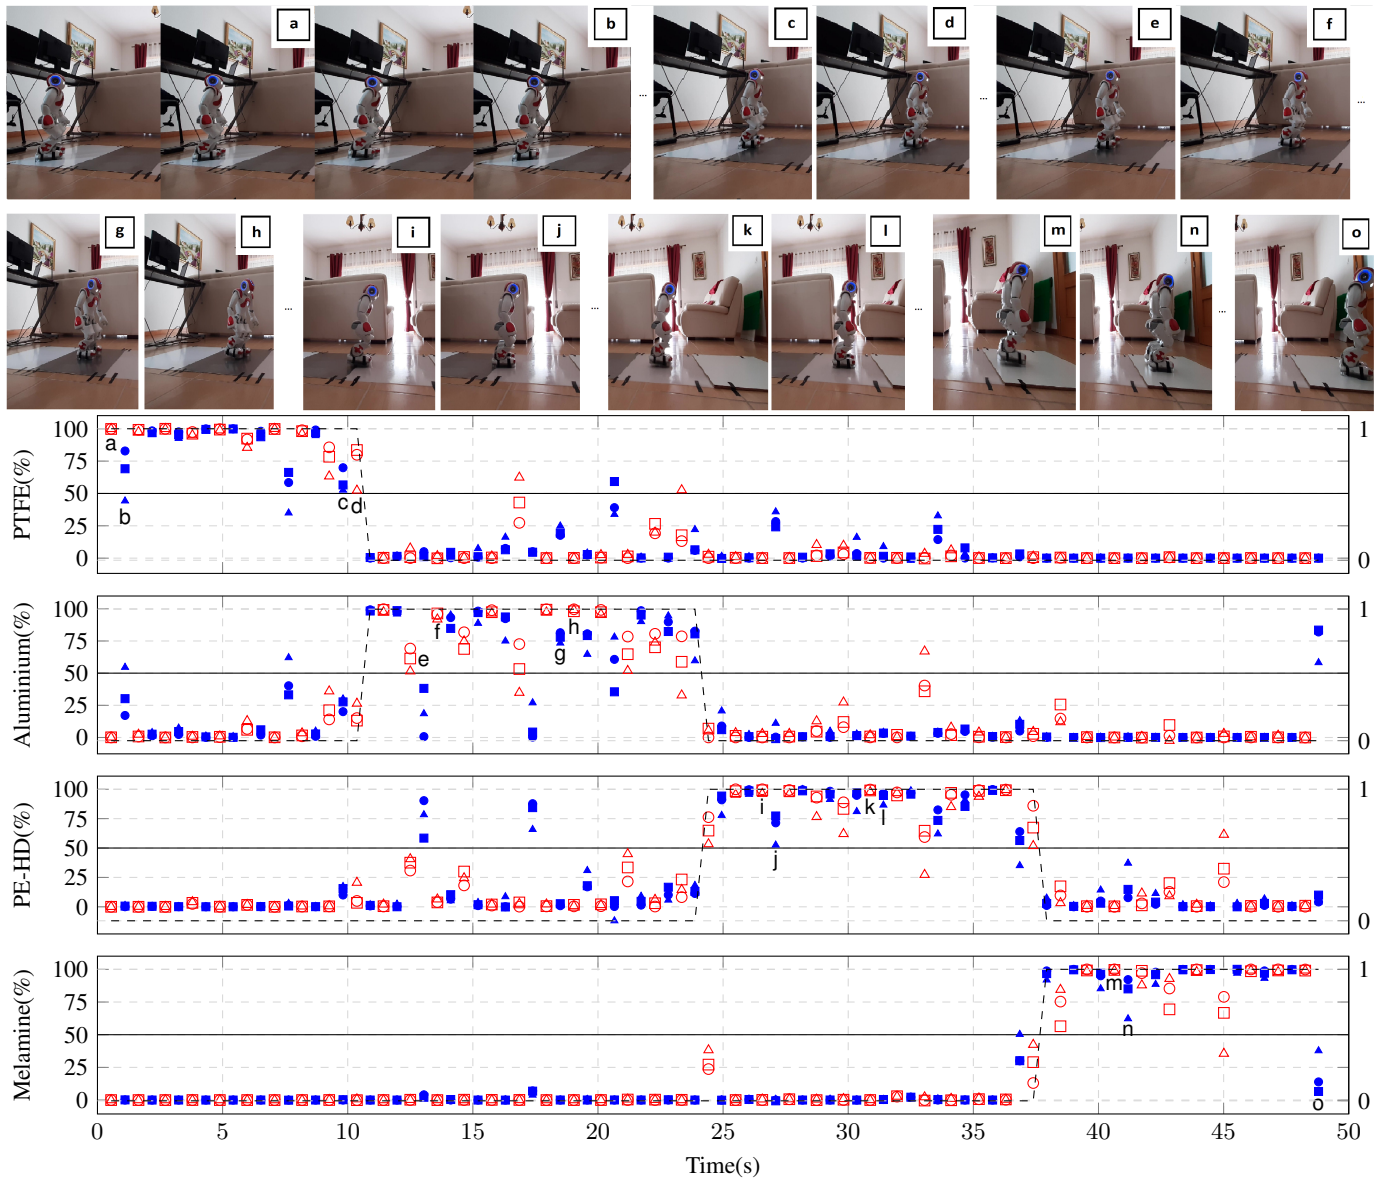 a b c d e f
... ... ...
g h i j k l m n o
... ... ... ...
100 1
75
50
25
0 0
PTFE(%)
a b c d
100 1
75
50
25
0 0
Aluminium(%)
e f g h
100 1
75
50
25
0 0
PE-HD(%)
i j k l
100 1
75
50
25
0 0
Melamine(%)
m n o
0 5 10 15 20 25 30 35 40 45 50
Time(s)